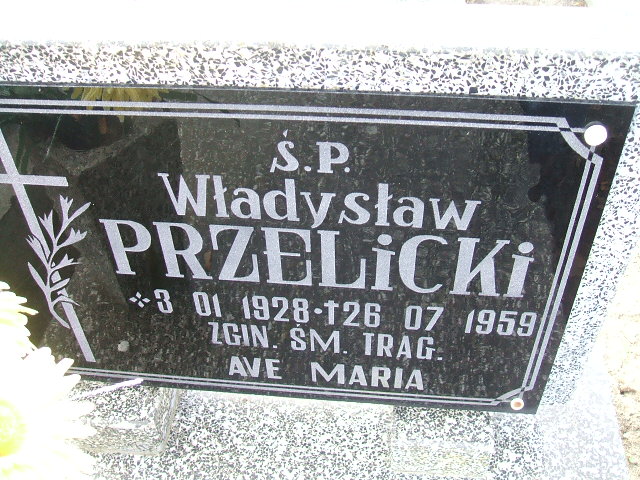 Ś.P.
Władysław
PRZELiCKi
* 3 01 1928 · † 26 07 1959
ZGIN. ŚM. TRAG.
AVE MARIA